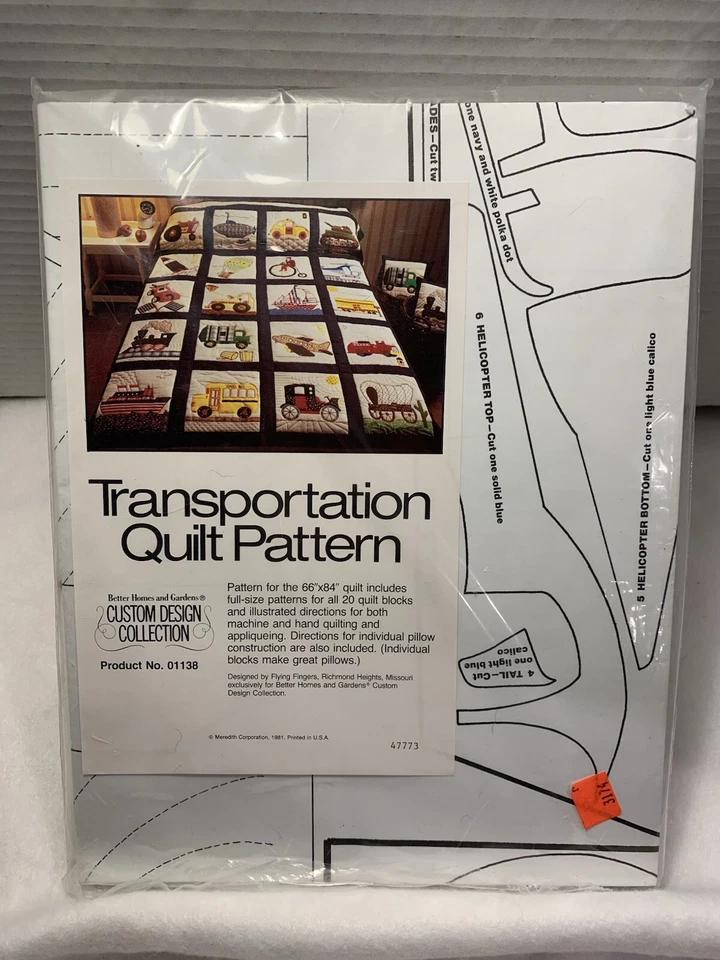 ADES–Cut tw
one navy and white polka dot
6 HELICOPTER TOP–Cut one solid blue
5 HELICOPTER BOTTOM–Cut one light blue calico
Transportation
Quilt Pattern
Better Homes and Gardens®
CUSTOM DESIGN
COLLECTION
Product No. 01138
Pattern for the 66"x84" quilt includes
full-size patterns for all 20 quilt blocks
and illustrated directions for both
machine and hand quilting and
appliqueing. Directions for individual pillow
construction are also included. (Individual
blocks make great pillows.)
Designed by Flying Fingers, Richmond Heights, Missouri
exclusively for Better Homes and Gardens® Custom
Design Collection.
© Meredith Corporation, 1981. Printed in U.S.A.
47773
4 TAIL–Cut
one light blue
calico
3174